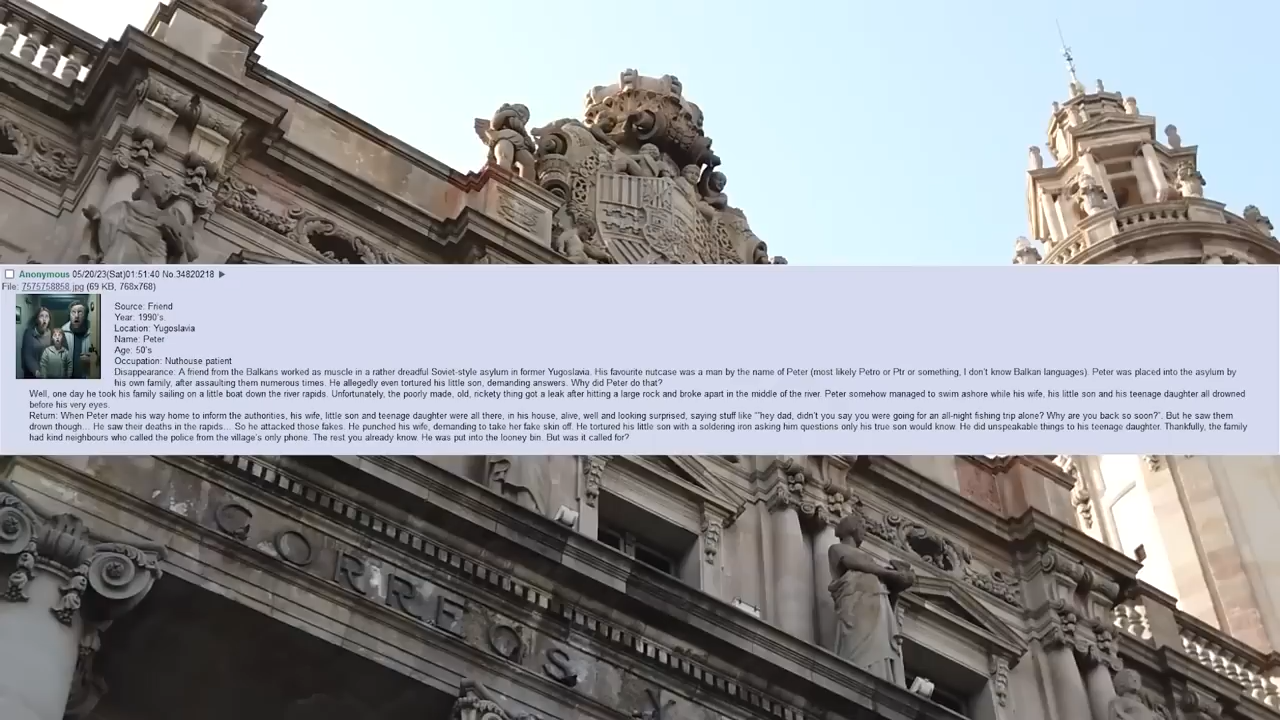 Anonymous 05/20/23(Sat)01:51:40 No.34820218 ▶
File: 7575758858.jpg (69 KB, 768x768)
Source: Friend
Year: 1990's.
Location: Yugoslavia
Name: Peter
Age: 50's
Occupation: Nuthouse patient
Disappearance: A friend from the Balkans worked as muscle in a rather dreadful Soviet-style asylum in former Yugoslavia. His favourite nutcase was a man by the name of Peter (most likely Petro or Ptr or something, I don't know Balkan languages). Peter was placed into the asylum by
his own family, after assaulting them numerous times. He allegedly even tortured his little son, demanding answers. Why did Peter do that?
Well, one day he took his family sailing on a little boat down the river rapids. Unfortunately, the poorly made, old, rickety thing got a leak after hitting a large rock and broke apart in the middle of the river. Peter somehow managed to swim ashore while his wife, his little son and his teenage daughter all drowned
before his very eyes.
Return: When Peter made his way home to inform the authorities, his wife, little son and teenage daughter were all there, in his house, alive, well and looking surprised, saying stuff like ""hey dad, didn't you say you were going for an all-night fishing trip alone? Why are you back so soon?". But he saw them
drown though... He saw their deaths in the rapids... So he attacked those fakes. He punched his wife, demanding to take her fake skin off. He tortured his little son with a soldering iron asking him questions only his true son would know. He did unspeakable things to his teenage daughter. Thankfully, the family
had kind neighbours who called the police from the village's only phone. The rest you already know. He was put into the looney bin. But was it called for?
CORREOS Y